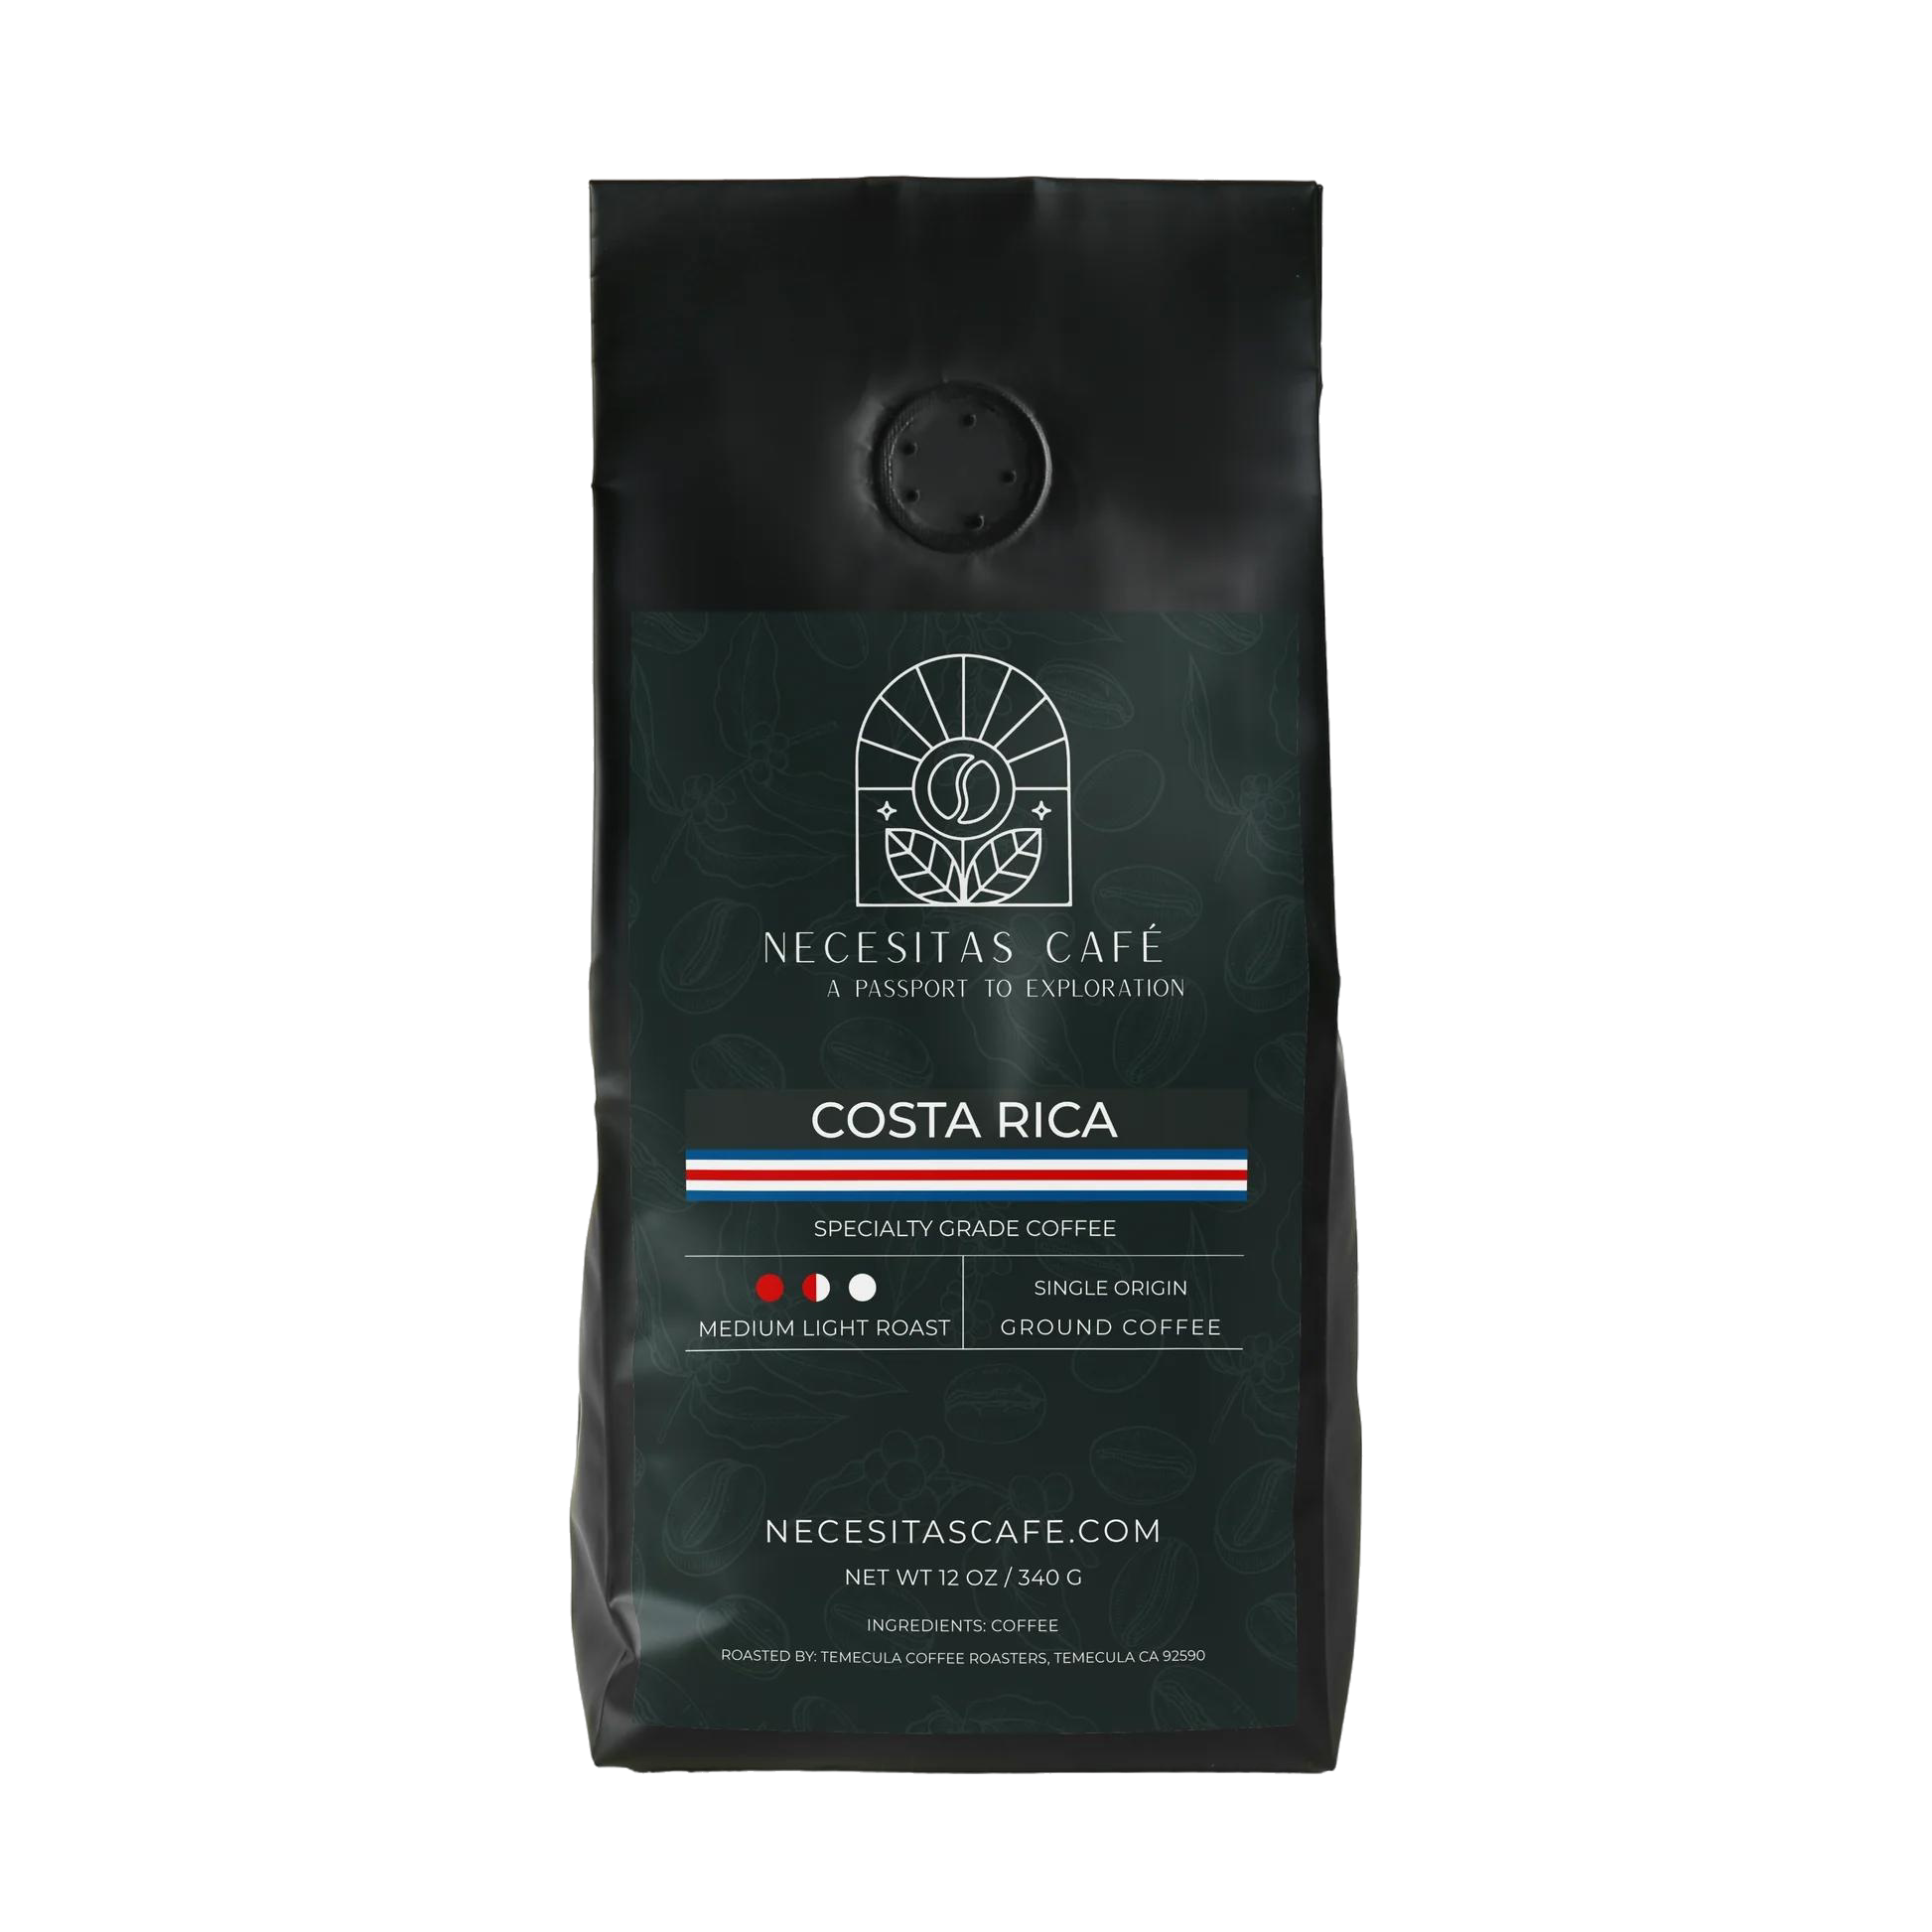 NECESITAS CAFÉ
A PASSPORT TO EXPLORATION
COSTA RICA
SPECIALTY GRADE COFFEE
MEDIUM LIGHT ROAST
SINGLE ORIGIN
GROUND COFFEE
NECESITASCAFE.COM
NET WT 12 OZ / 340 G
INGREDIENTS: COFFEE
ROASTED BY: TEMECULA COFFEE ROASTERS, TEMECULA CA 92590